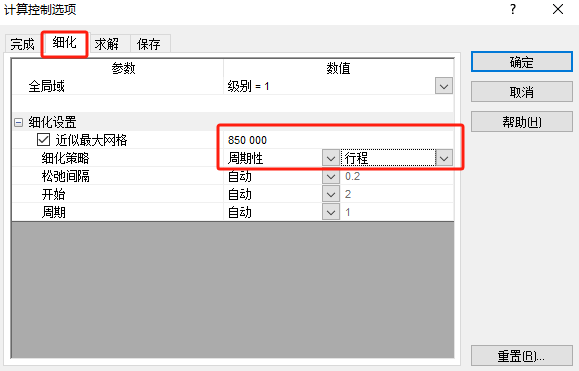 计算控制选项
?
完成 细化 求解 保存
参数 数值
全局域 级别 = 1
细化设置
近似最大网格 850 000
细化策略 周期性 行程
松弛间隔 自动 0.2
开始 自动 2
周期 自动 1
确定
取消
帮助(H)
重置(R)...